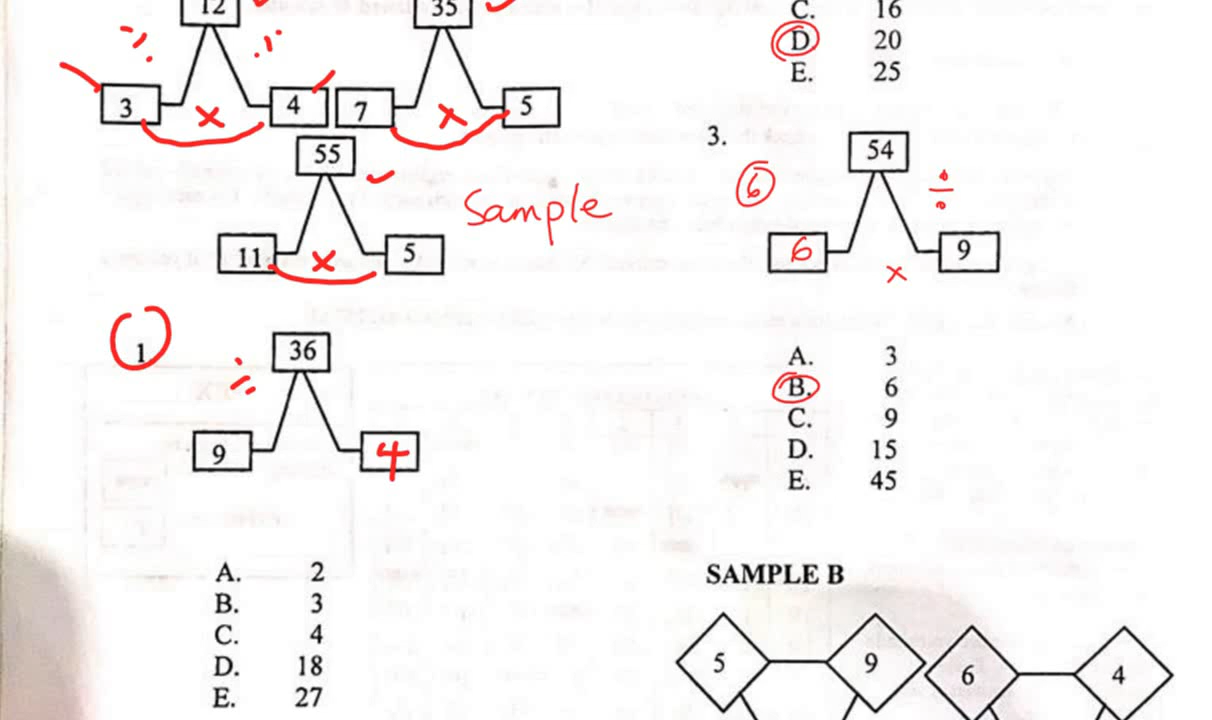 12
35
3
×
4
7
×
5
55
Sample
11
×
5
1
36
9
4
A. 2
B. 3
C. 4
D. 18
E. 27
C. 16
D. 20
E. 25
3.
54
6
÷
6
×
9
A. 3
B. 6
C. 9
D. 15
E. 45
SAMPLE B
5
9
6
4